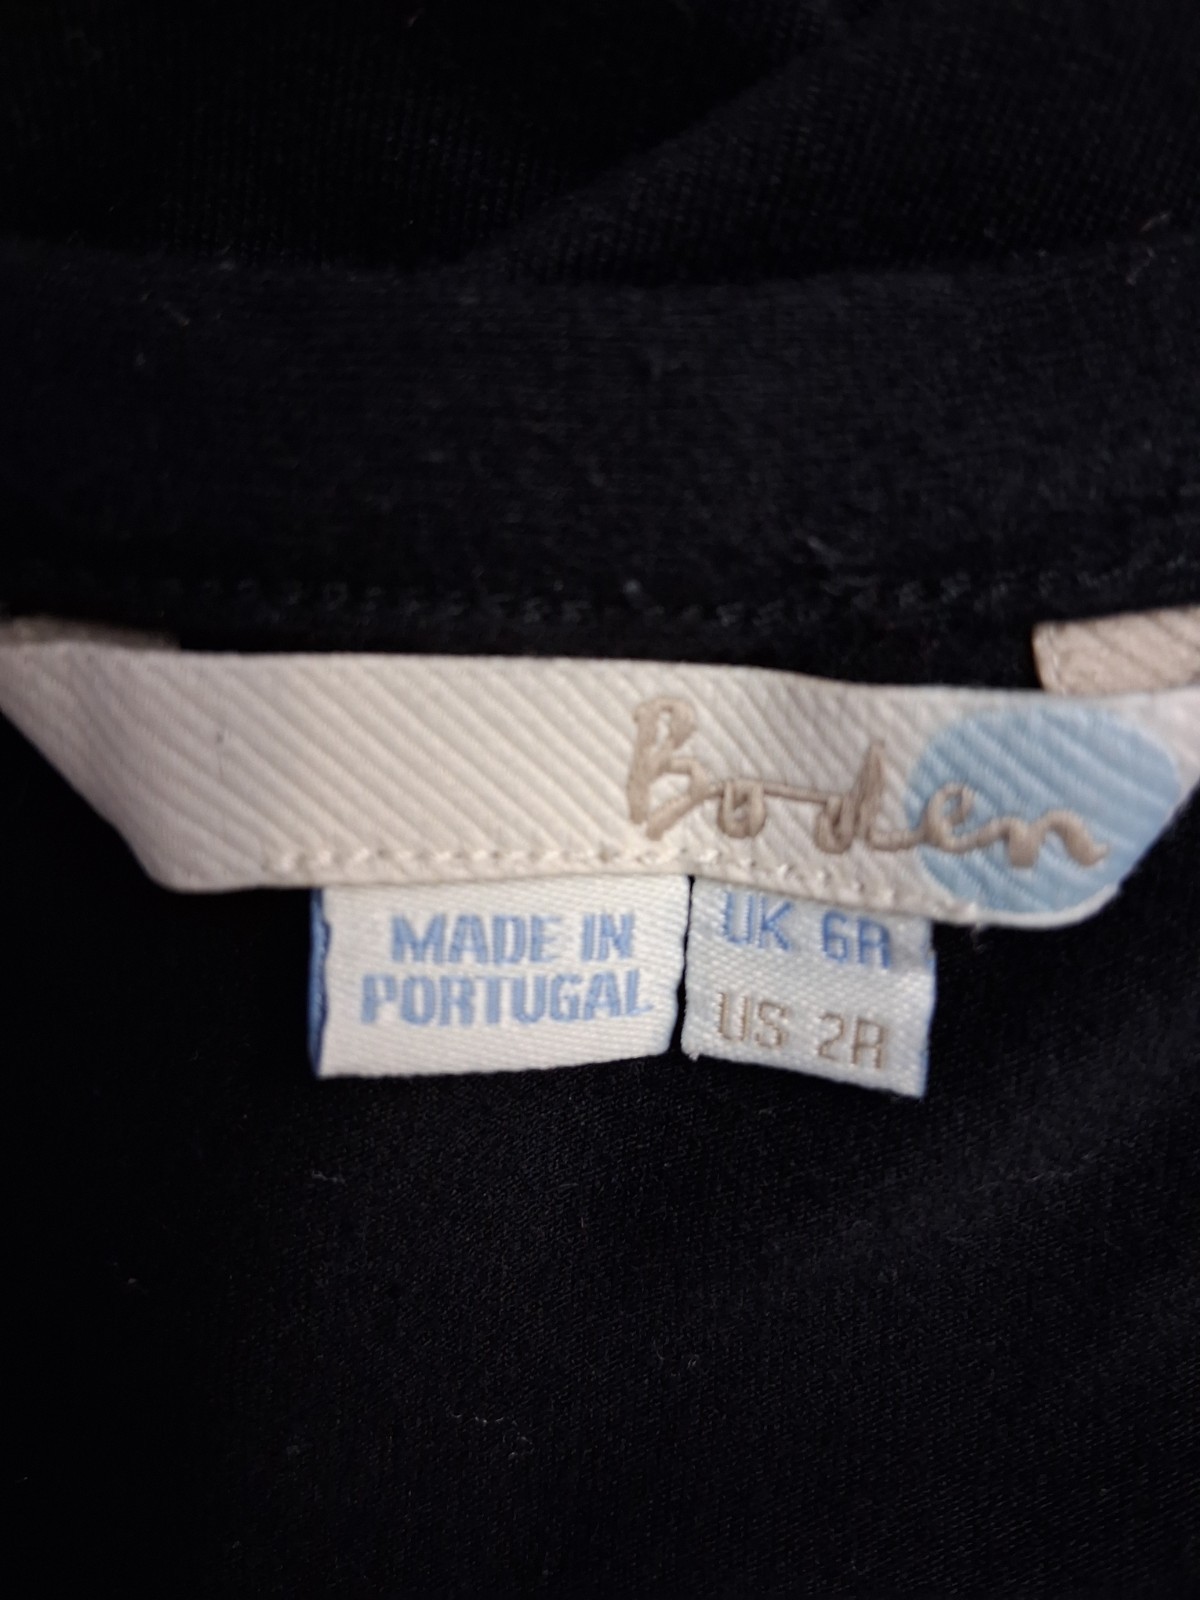 Boden
MADE IN
PORTUGAL
UK 6R
US 2R